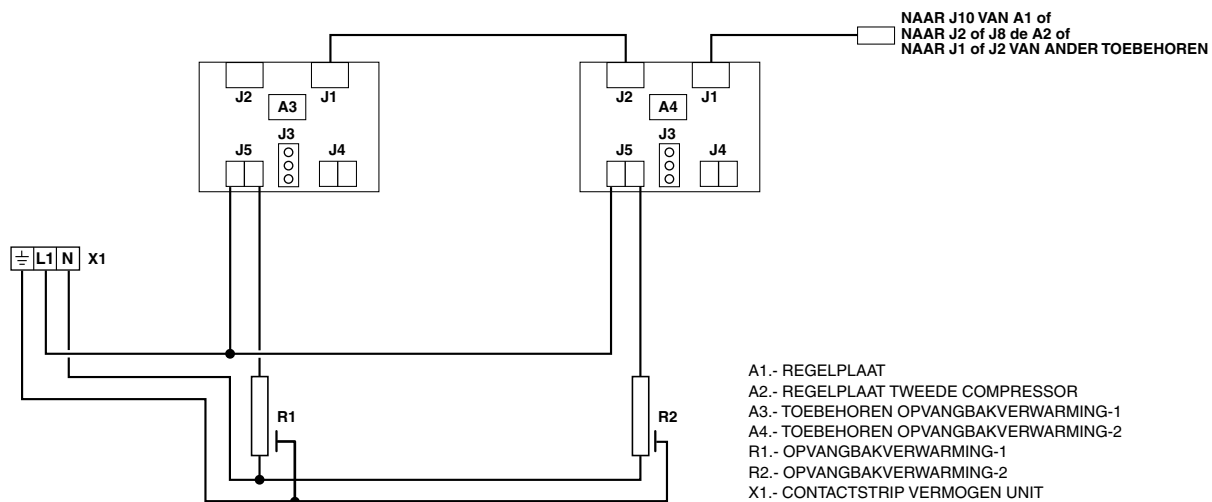 NAAR J10 VAN A1 of
NAAR J2 of J8 de A2 of
NAAR J1 of J2 VAN ANDER TOEBEHOREN
J2 J1 J2 J1
A3 A4
J3 J3
J5 J4 J5 J4
L1 N X1
R1 R2
A1.- REGELPLAAT
A2.- REGELPLAAT TWEEDE COMPRESSOR
A3.- TOEBEHOREN OPVANGBAKVERWARMING-1
A4.- TOEBEHOREN OPVANGBAKVERWARMING-2
R1.- OPVANGBAKVERWARMING-1
R2.- OPVANGBAKVERWARMING-2
X1.- CONTACTSTRIP VERMOGEN UNIT